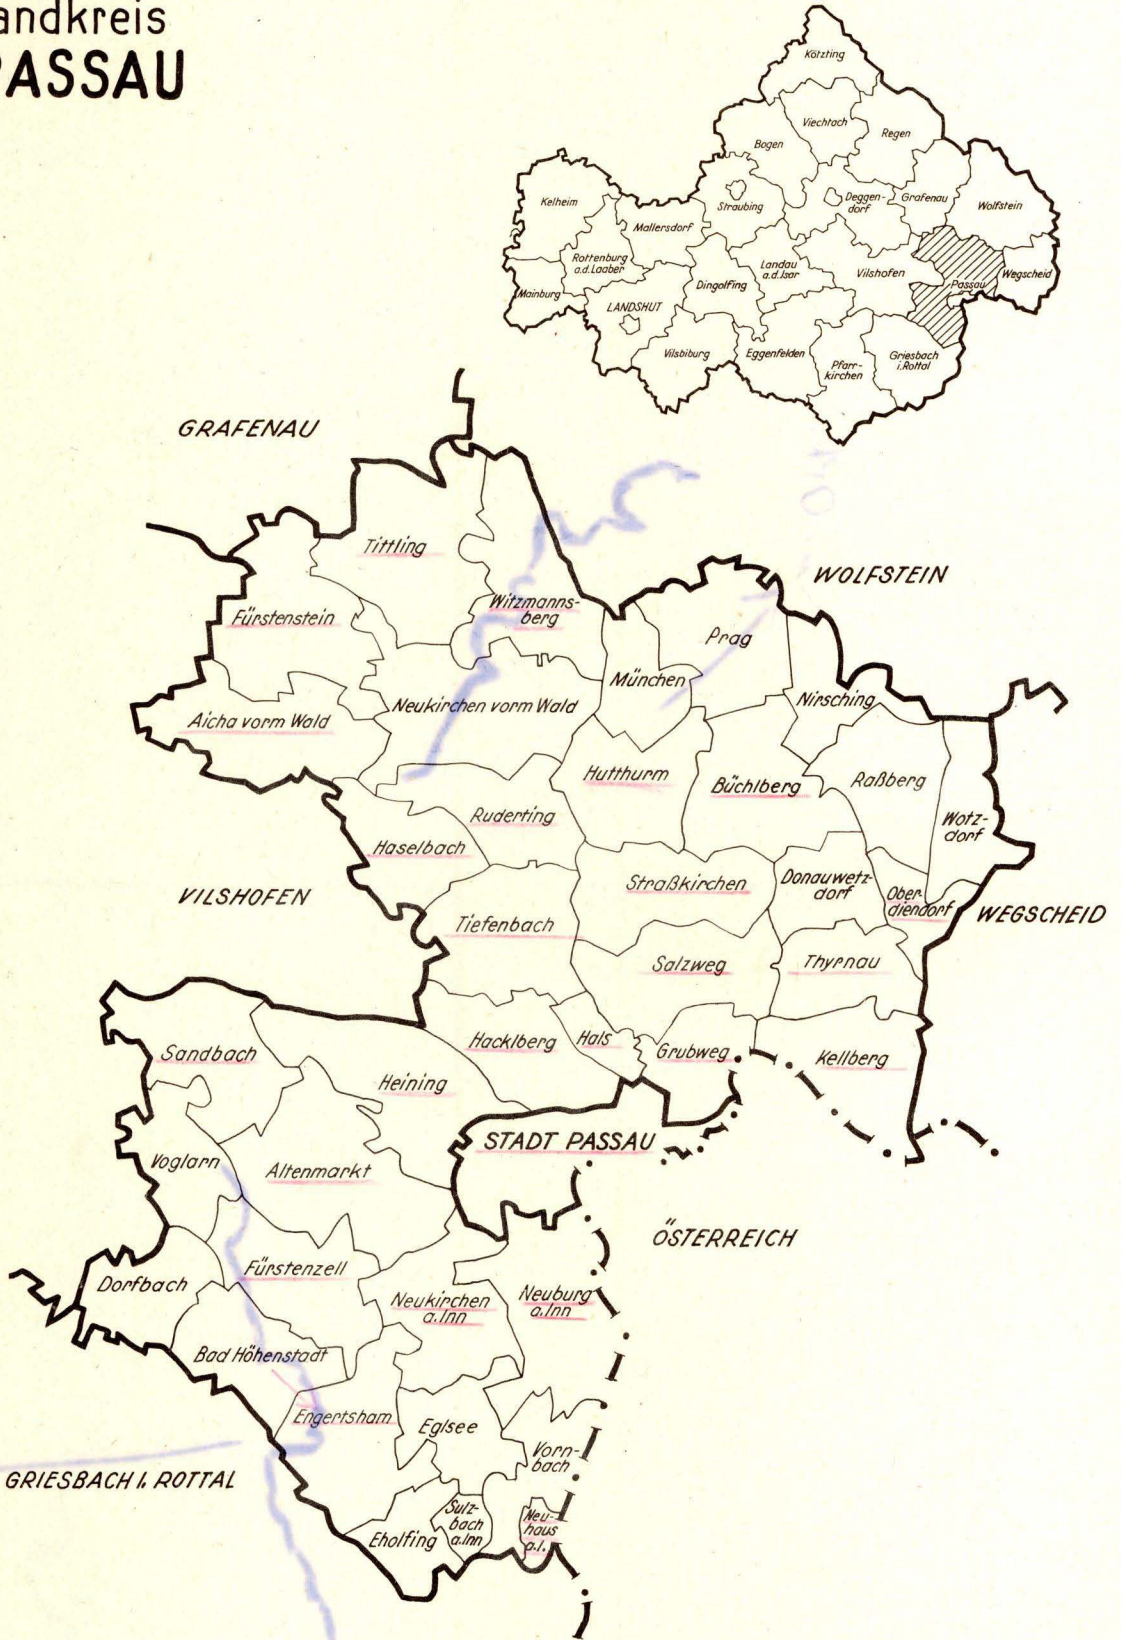 andkreis
PASSAU
Kötzting
Viechtach
Regen
Bogen
Kelheim
Straubing
Deggen-
dorf
Grafenau
Wolfstein
Mallersdorf
Rottenburg
a.d.Laaber
Landau
a.d.Isar
Vilshofen
Wegscheid
Dingolfing
Passau
Mainburg
LANDSHUT
Vilsbiburg
Eggenfelden
Pfarr-
kirchen
Griesbach
i.Rottal
GRAFENAU
Tittling
WOLFSTEIN
Witzmanns-
berg
Fürstenstein
Prag
München
Nirsching
Neukirchen vorm Wald
Aicha vorm Wald
Hutthurm
Büchlberg
Raßberg
Ruderting
Wotz-
dorf
Haselbach
Straßkirchen
Donauwetz-
dorf
Ober-
diendorf
VILSHOFEN
WEGSCHEID
Tiefenbach
Salzweg
Thyrnau
Sandbach
Hacklberg
Hals
Grubweg
Kellberg
Heining
STADT PASSAU
Voglarn
Altenmarkt
ÖSTERREICH
Dorfbach
Fürstenzell
Neukirchen
a.Inn
Neuburg
a.Inn
Bad Höhenstadt
Engertsham
Eglsee
Vorn-
bach
GRIESBACH I. ROTTAL
Eholfing
Sulz-
bach
a.Inn
Neu-
haus
a.I.